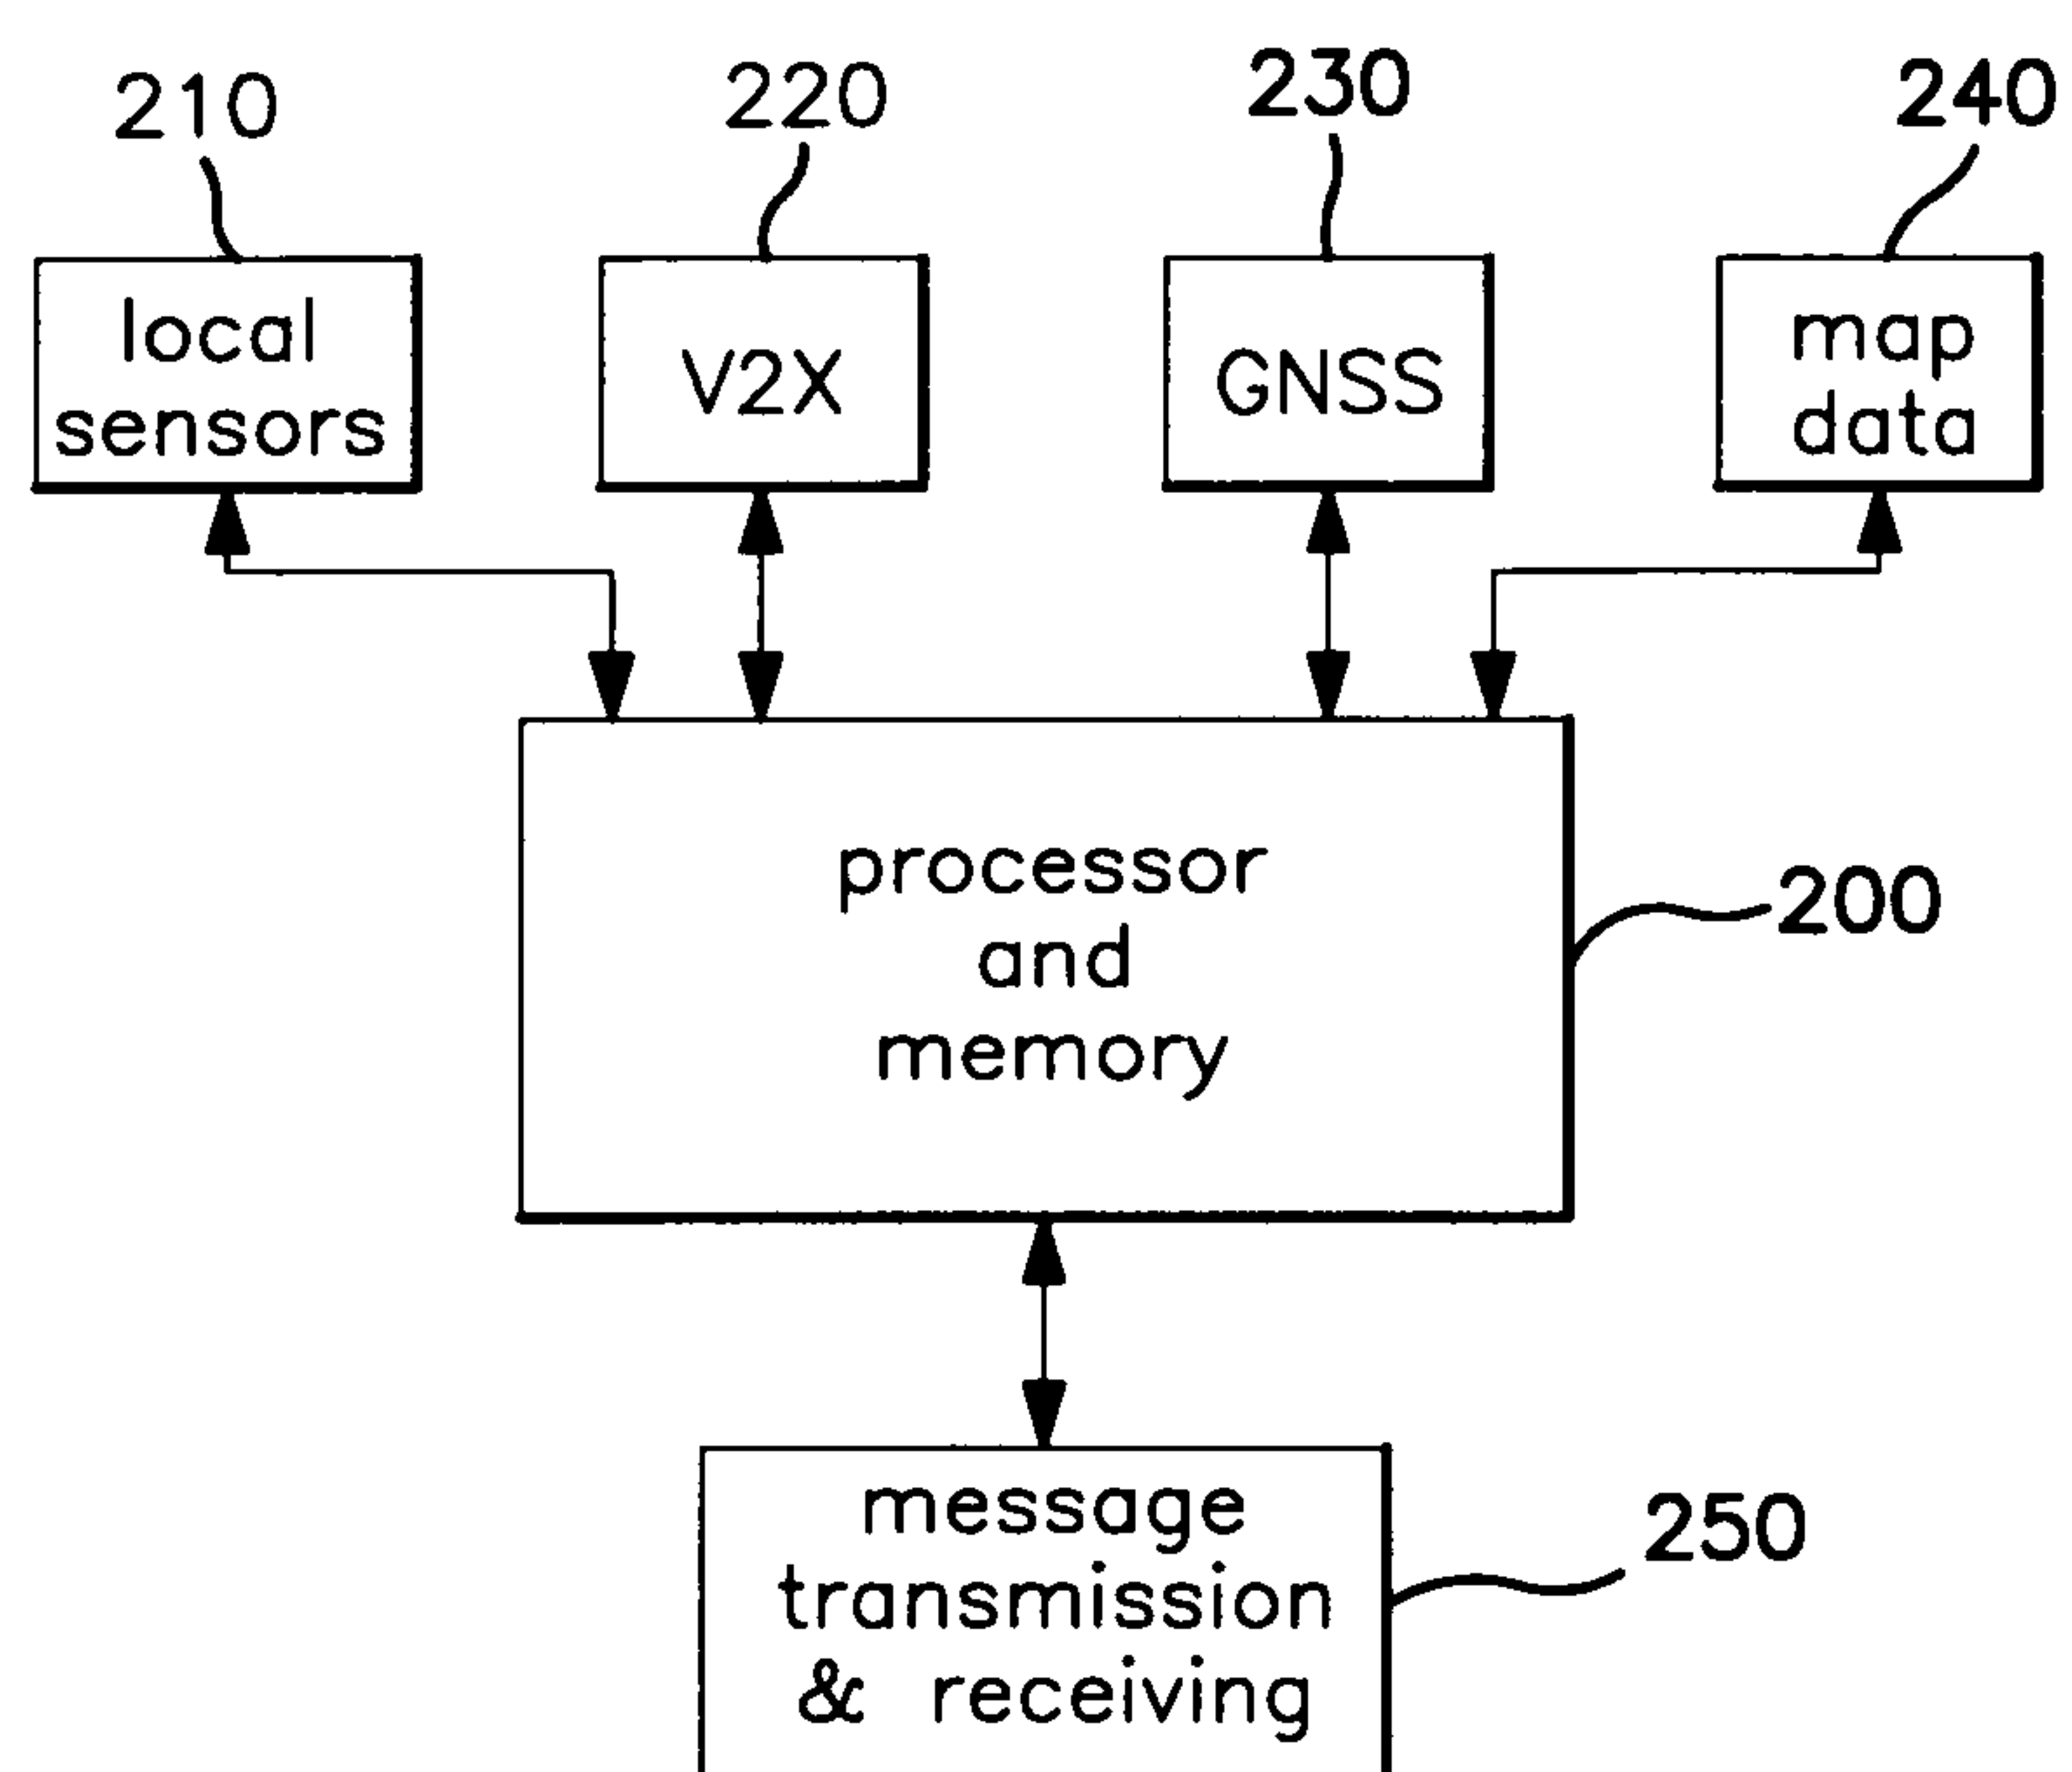 210
220
230
240
local
sensors
V2X
GNSS
map
data
processor
and
memory
200
message
transmission
& receiving
250